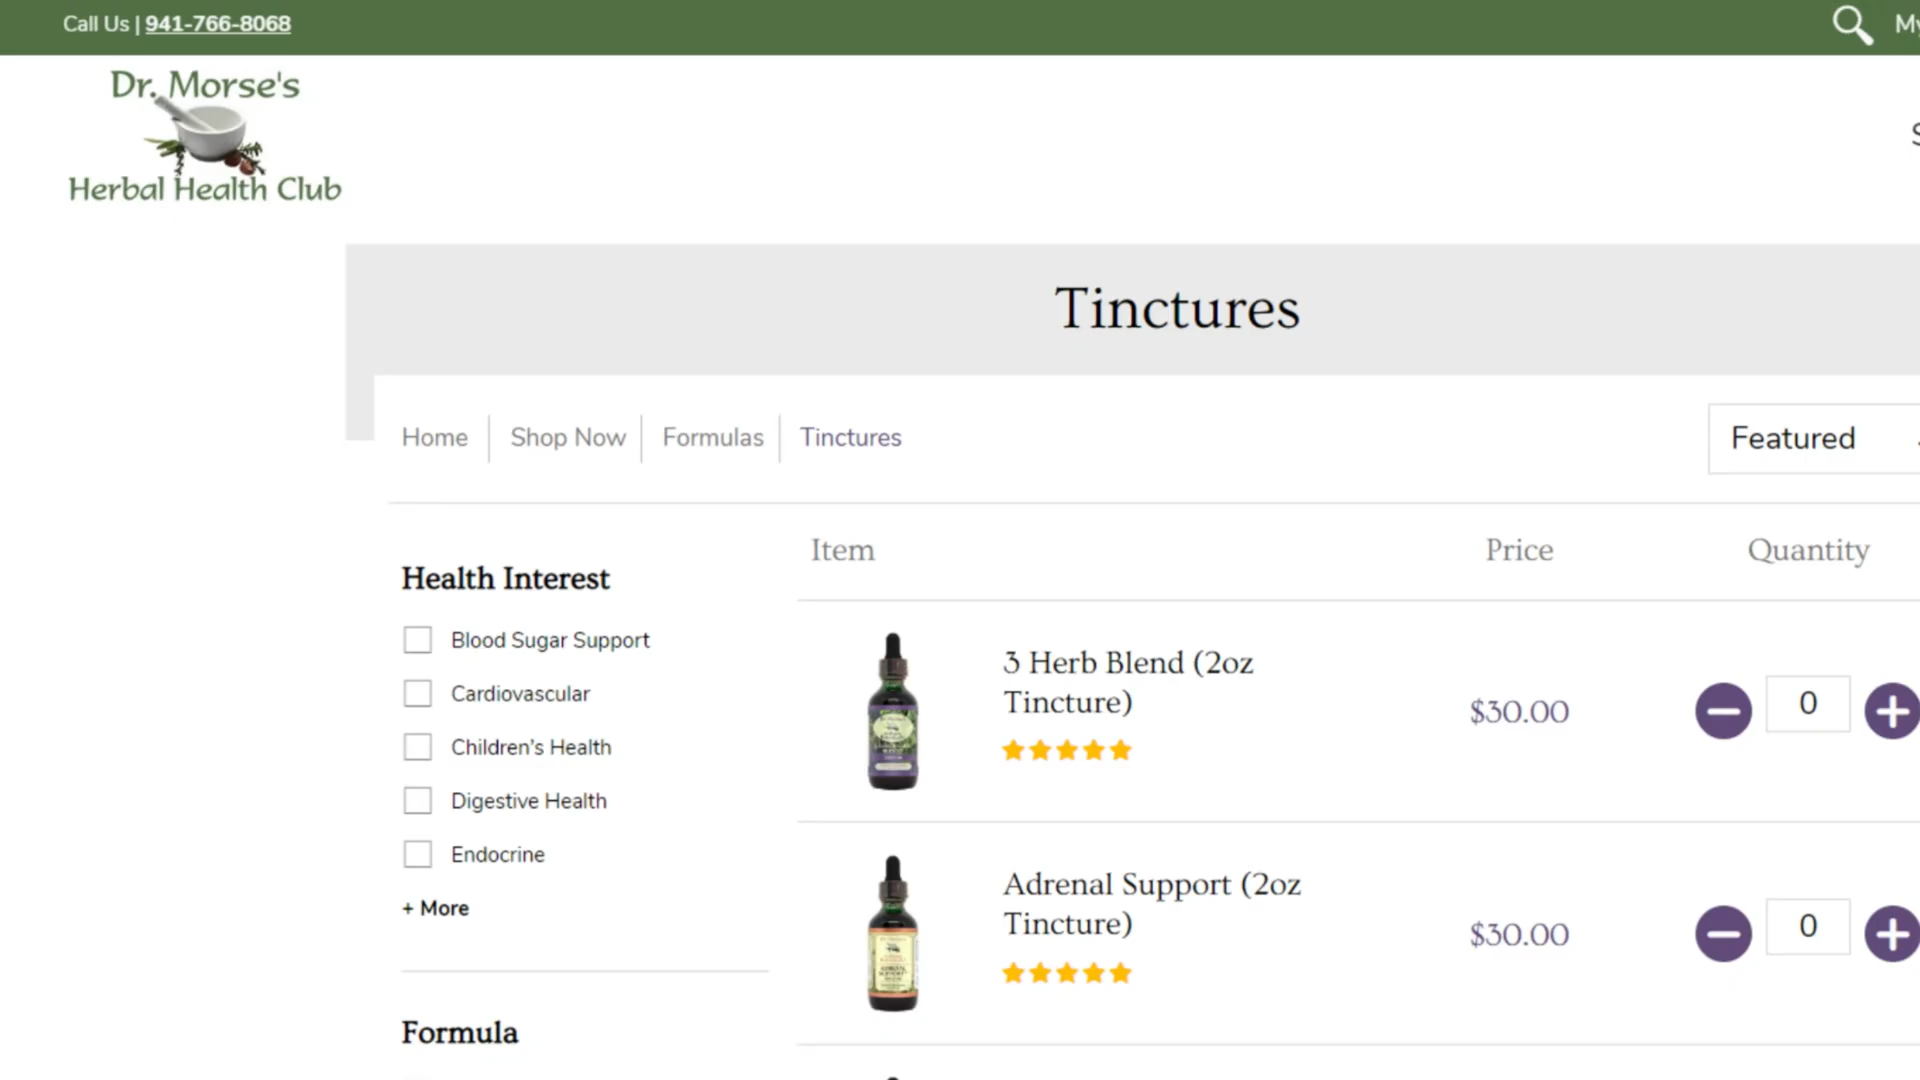 Call Us | 941-766-8068
My
Dr. Morse's
Herbal Health Club
Tinctures
Home
Shop Now
Formulas
Tinctures
Featured
Item
Price
Quantity
Health Interest
Blood Sugar Support
Cardiovascular
Children's Health
Digestive Health
Endocrine
+ More
Formula
3 Herb Blend (2oz
Tincture)
$30.00
0
Adrenal Support (2oz
Tincture)
$30.00
0